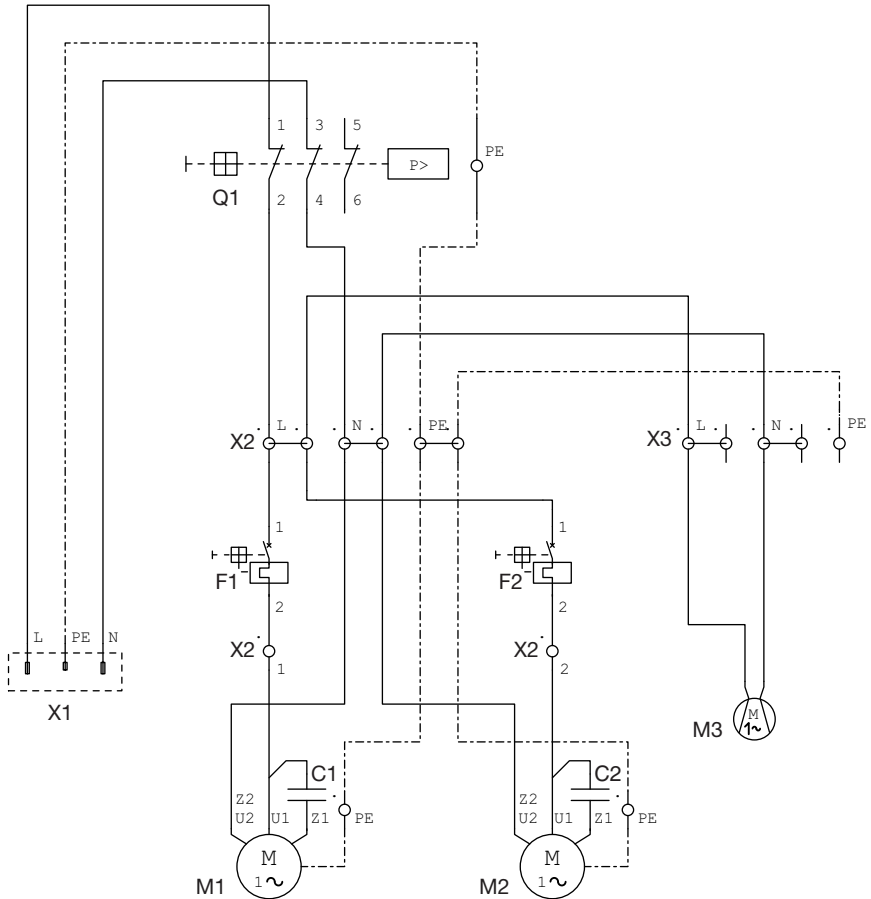 1 3 5
PE
P>
Q1 2 4 6
X2 L N PE X3 L N PE
1 1
F1 F2
2 2
L PE N X2 X2
1 2
X1
M3 M
1~
C1 C2
Z2 Z2
U2 U1 Z1 PE U2 U1 Z1 PE
M M
M1 1~ M2 1~